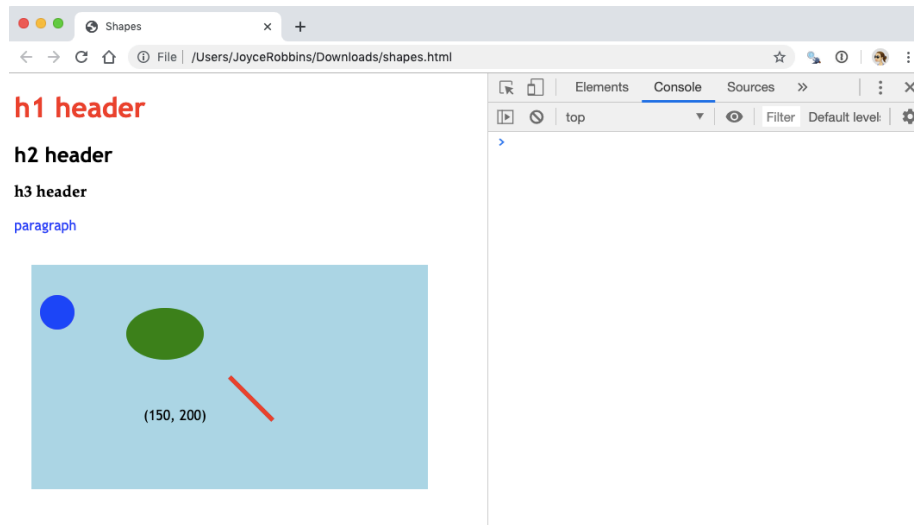 Shapes
File /Users/JoyceRobbins/Downloads/shapes.html
Elements Console Sources
top Filter Default level
h1 header
h2 header
h3 header
paragraph
(150, 200)